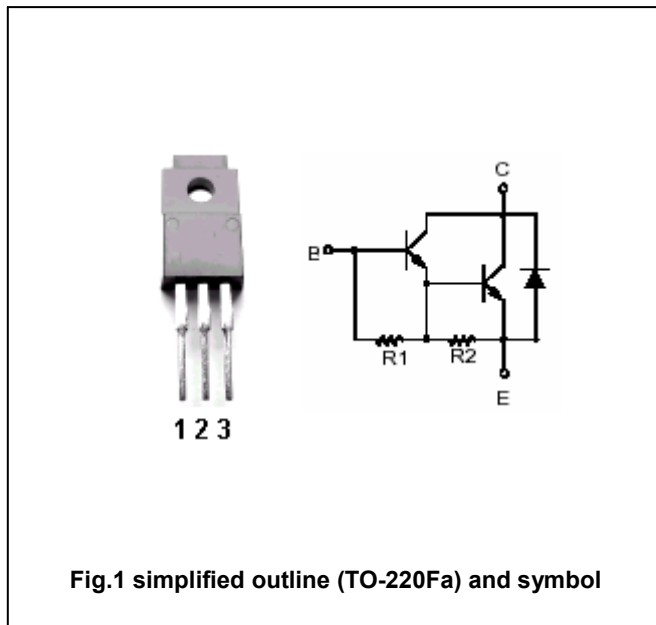 C
B
R1
R2
E
1 2 3
Fig.1 simplified outline (TO-220Fa) and symbol